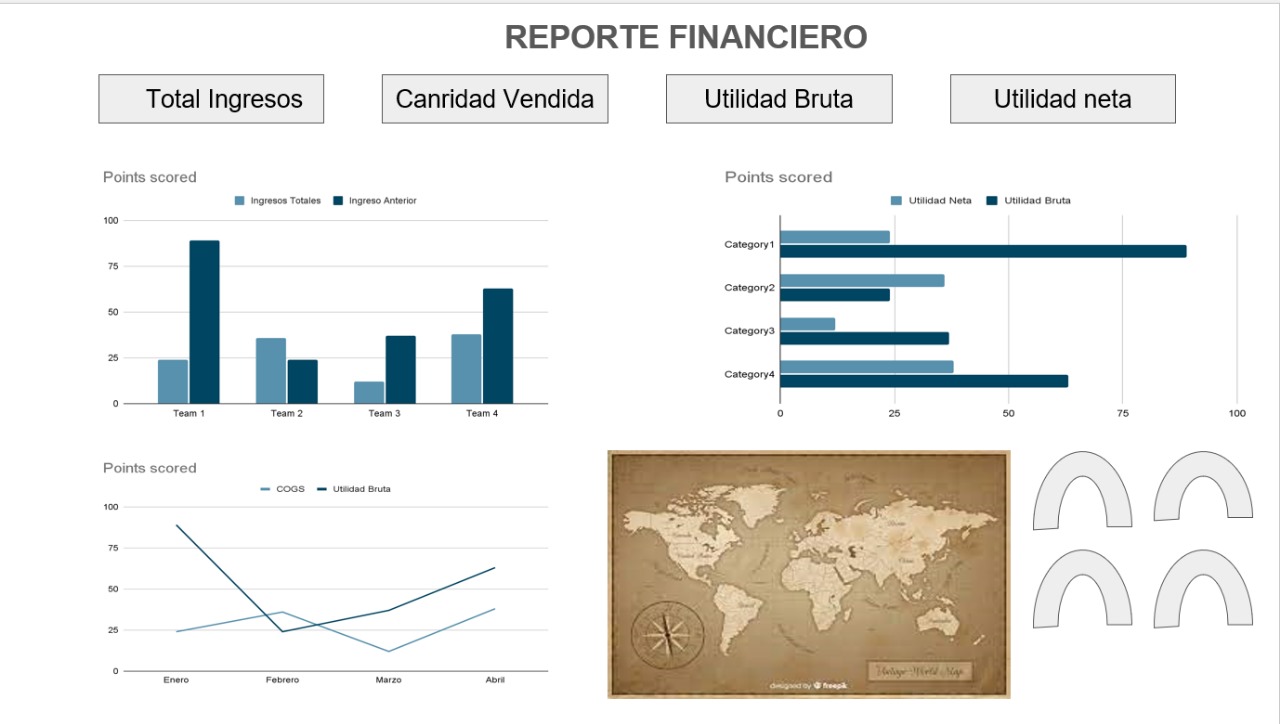 REPORTE FINANCIERO
Total Ingresos
Canridad Vendida
Utilidad Bruta
Utilidad neta
Points scored
Ingresos Totales
Ingreso Anterior
100
75
50
25
0
Team 1
Team 2
Team 3
Team 4
Points scored
Utilidad Neta
Utilidad Bruta
Category1
Category2
Category3
Category4
0
25
50
75
100
Points scored
COGS
Utilidad Bruta
100
75
50
25
0
Enero
Febrero
Marzo
Abril
Vintage World Map
designed by freepik